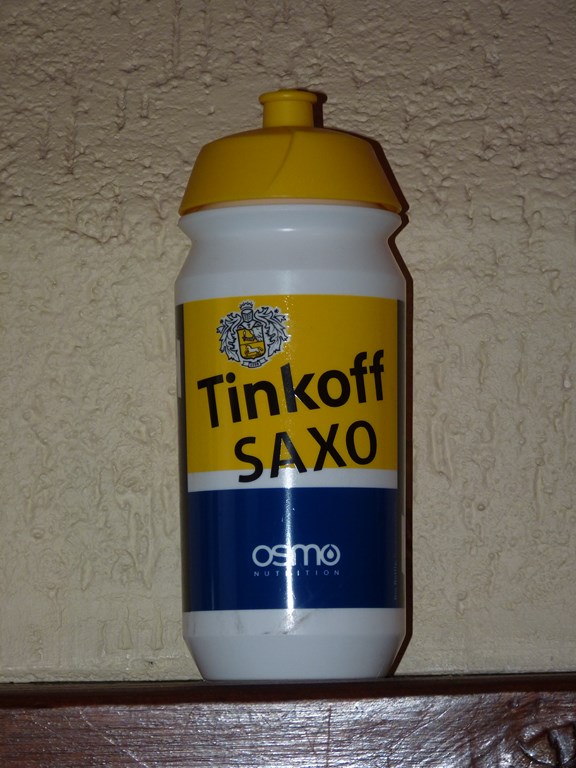 Tinkoff
SAXO
osmo
NUTRITION